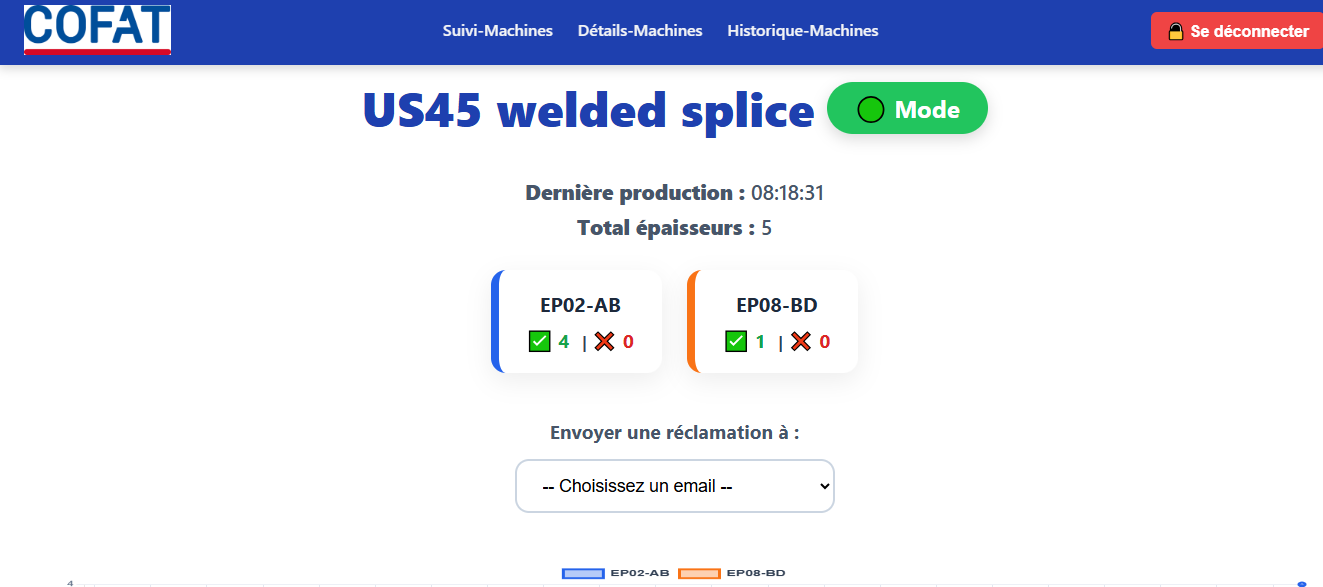 COFAT
Suivi-Machines Détails-Machines Historique-Machines
Se déconnecter
US45 welded splice
Mode
Dernière production : 08:18:31
Total épaisseurs : 5
EP02-AB
4 | 0
EP08-BD
1 | 0
Envoyer une réclamation à :
-- Choisissez un email --
EP02-AB EP08-BD
4